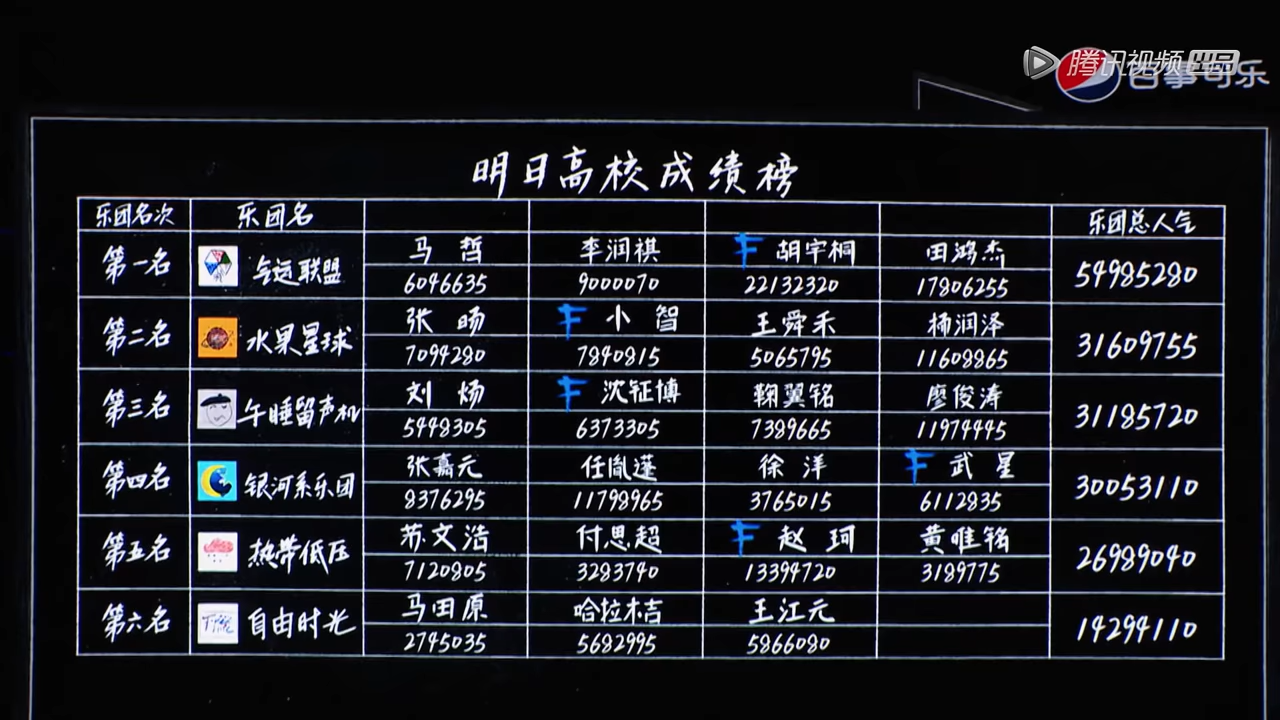 腾讯视频 出品
百事可乐
明日高校成绩榜
乐团名次 乐团名 乐团总人气
第一名 气运联盟 马哲 李润祺 F 胡宇桐 田鸿杰 54985280
6046635 9000070 22132320 17806255
第二名 水果星球 张旸 F 小智 王舜禾 柿润泽 31609755
7094280 7840815 5065795 11608865
第三名 午睡留声机 刘炀 F 沈钲博 鞠翼铭 廖俊涛 31185720
5448305 6373305 7389665 11974445
第四名 银河系乐团 张嘉元 任胤蓬 徐洋 F 武星 30053110
8376295 11798965 3765015 6112835
第五名 热带低压 苏文浩 付思超 F 赵珂 黄唯铭 26989040
7120805 3283740 13394720 3189775
第六名 自由时光 马田原 哈拉木吉 王江元 14294110
2745035 5682995 5866080